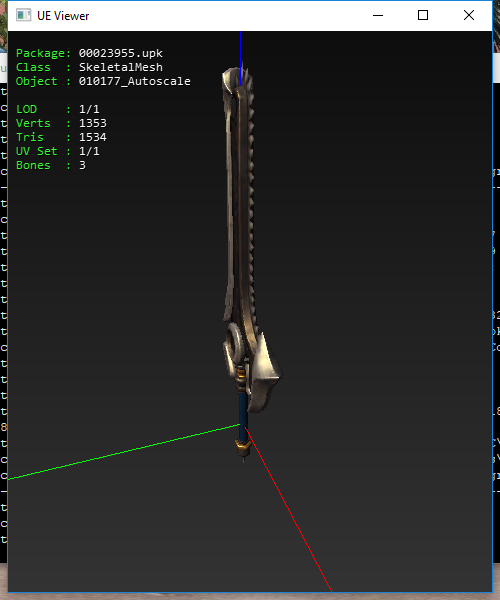 UE Viewer
Package: 00023955.upk
Class  : SkeletalMesh
Object : 010177_Autoscale
LOD    : 1/1
Verts  : 1353
Tris   : 1534
UV Set : 1/1
Bones  : 3